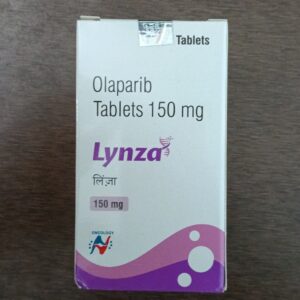 Tablets
Olaparib
Tablets 150 mg
Lynza
लिंज़ा
150 mg
ONCOLOGY